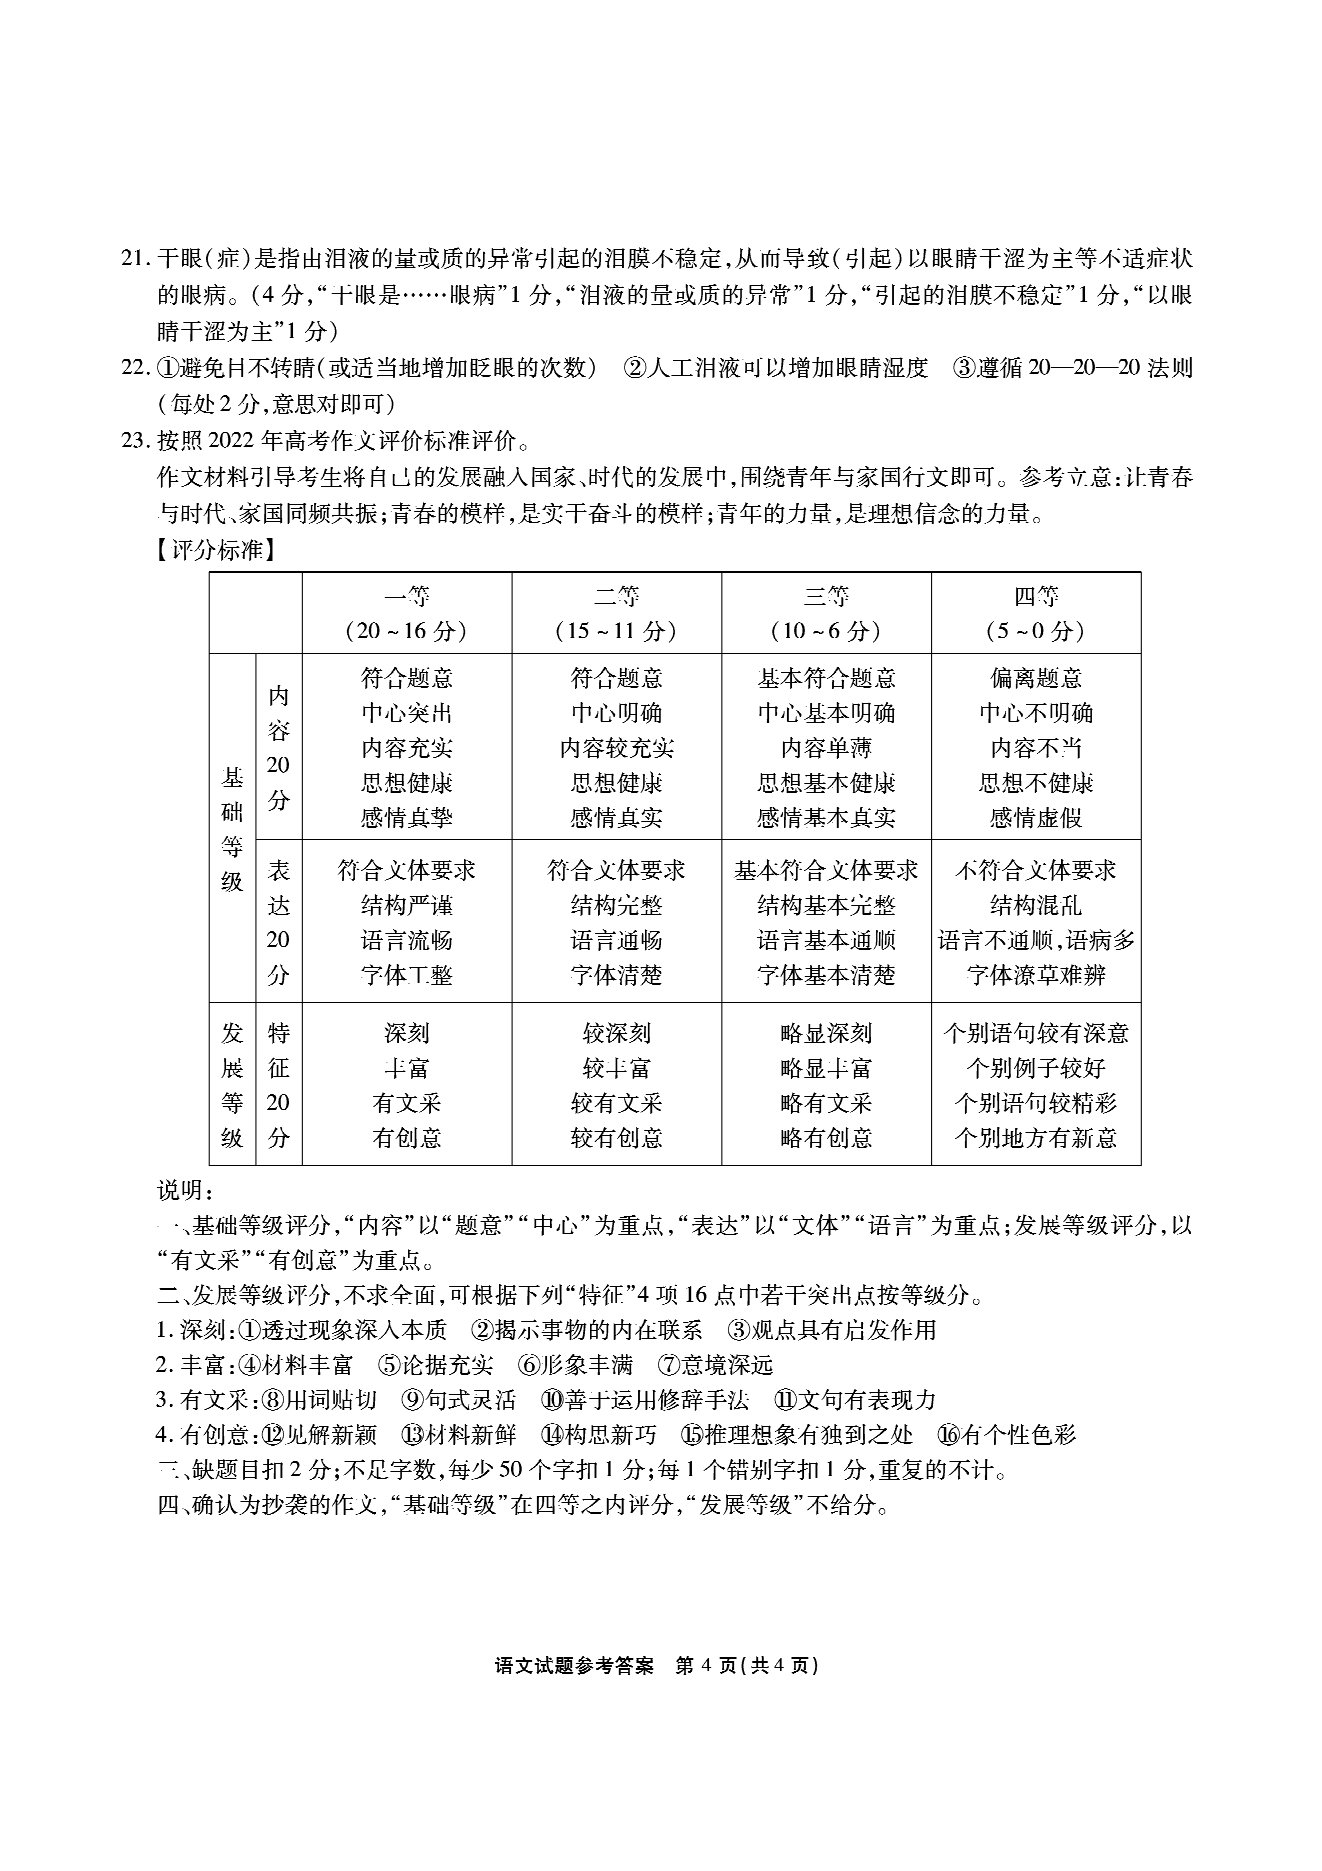 21. 干眼(症)是指由泪液的量或质的异常引起的泪膜不稳定,从而导致(引起)以眼睛干涩为主等不适症状
的眼病。(4 分,“干眼是……眼病”1 分,“泪液的量或质的异常”1 分,“引起的泪膜不稳定”1 分,“以眼
睛干涩为主”1 分)
22. ①避免目不转睛(或适当地增加眨眼的次数) ②人工泪液可以增加眼睛湿度 ③遵循 20—20—20 法则
(每处 2 分,意思对即可)
23. 按照 2022 年高考作文评价标准评价。
作文材料引导考生将自己的发展融入国家、时代的发展中,围绕青年与家国行文即可。参考立意:让青春
与时代、家国同频共振;青春的模样,是实干奋斗的模样;青年的力量,是理想信念的力量。
【评分标准】
一等 二等 三等 四等
(20 ~ 16 分) (15 ~ 11 分) (10 ~ 6 分) (5 ~ 0 分)
基础等级
内容20分
符合题意 符合题意 基本符合题意 偏离题意
中心突出 中心明确 中心基本明确 中心不明确
内容充实 内容较充实 内容单薄 内容不当
思想健康 思想健康 思想基本健康 思想不健康
感情真挚 感情真实 感情基本真实 感情虚假
表达20分
符合文体要求 符合文体要求 基本符合文体要求 不符合文体要求
结构严谨 结构完整 结构基本完整 结构混乱
语言流畅 语言通畅 语言基本通顺 语言不通顺,语病多
字体工整 字体清楚 字体基本清楚 字体潦草难辨
发展等级
特征20分
深刻 较深刻 略显深刻 个别语句较有深意
丰富 较丰富 略显丰富 个别例子较好
有文采 较有文采 略有文采 个别语句较精彩
有创意 较有创意 略有创意 个别地方有新意
说明:
一、基础等级评分,“内容”以“题意”“中心”为重点,“表达”以“文体”“语言”为重点;发展等级评分,以
“有文采”“有创意”为重点。
二、发展等级评分,不求全面,可根据下列“特征”4 项 16 点中若干突出点按等级分。
1. 深刻:①透过现象深入本质 ②揭示事物的内在联系 ③观点具有启发作用
2. 丰富:④材料丰富 ⑤论据充实 ⑥形象丰满 ⑦意境深远
3. 有文采:⑧用词贴切 ⑨句式灵活 ⑩善于运用修辞手法 ⑪文句有表现力
4. 有创意:⑫见解新颖 ⑬材料新鲜 ⑭构思新巧 ⑮推理想象有独到之处 ⑯有个性色彩
三、缺题目扣 2 分;不足字数,每少 50 个字扣 1 分;每 1 个错别字扣 1 分,重复的不计。
四、确认为抄袭的作文,“基础等级”在四等之内评分,“发展等级”不给分。
语文试题参考答案 第 4 页(共 4 页)